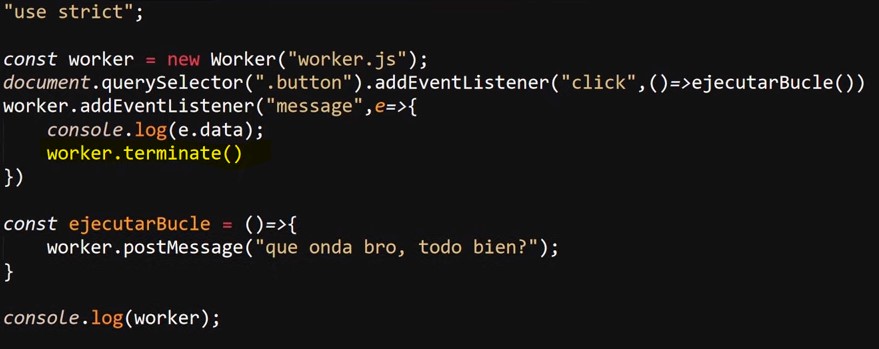 "use strict";
const worker = new Worker("worker.js");
document.querySelector(".button").addEventListener("click",()=>ejecutarBucle())
worker.addEventListener("message",e=>{
console.log(e.data);
worker.terminate()
})
const ejecutarBucle = ()=>{
worker.postMessage("que onda bro, todo bien?");
}
console.log(worker);